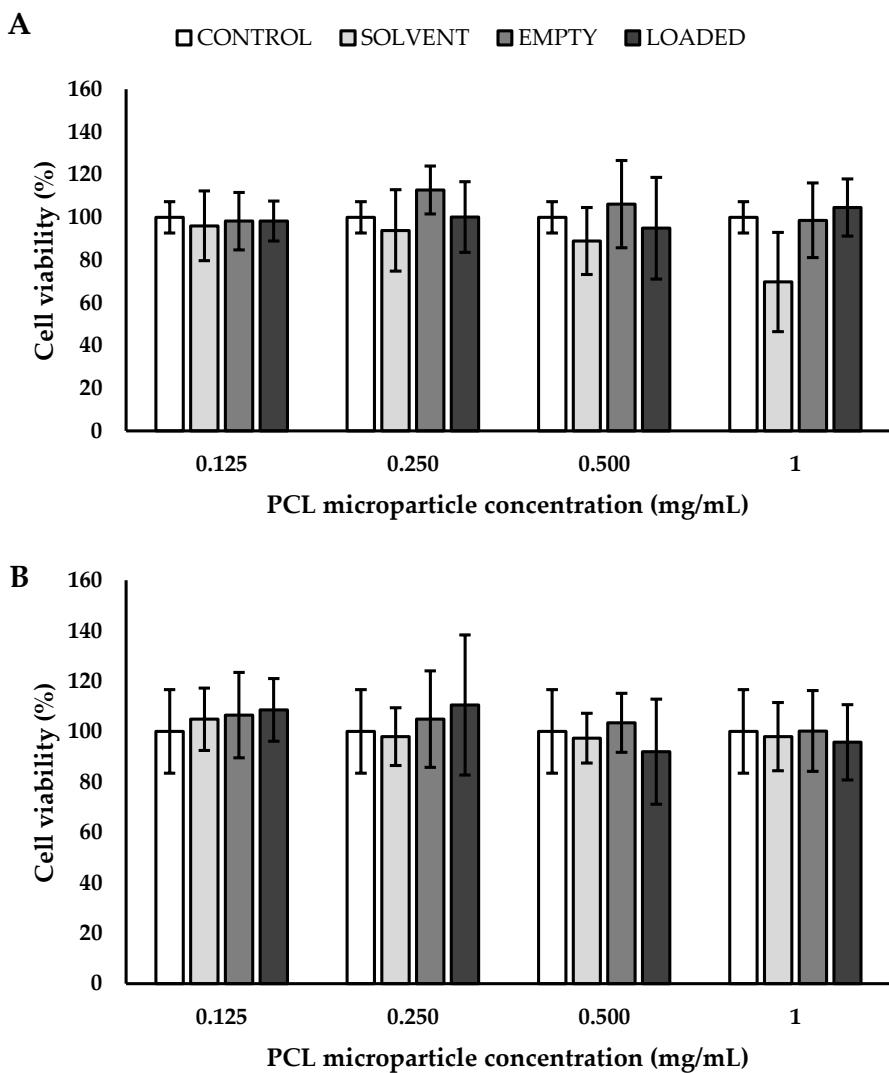 A
CONTROL SOLVENT EMPTY LOADED
160
140
120
100
80
60
40
20
0
Cell viability (%)
0.125 0.250 0.500 1
PCL microparticle concentration (mg/mL)
B
160
140
120
100
80
60
40
20
0
Cell viability (%)
0.125 0.250 0.500 1
PCL microparticle concentration (mg/mL)